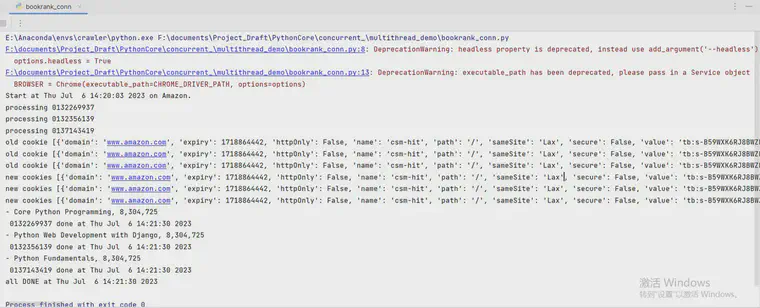 bookrank_conn
E:\Anaconda\envs\crawler\python.exe F:\documents\Project_Draft\PythonCore\concurrent_\multithread_demo\bookrank_conn.py
F:\documents\Project_Draft\PythonCore\concurrent_\multithread_demo\bookrank_conn.py:8: DeprecationWarning: headless property is deprecated, instead use add_argument('--headless')
options.headless = True
F:\documents\Project_Draft\PythonCore\concurrent_\multithread_demo\bookrank_conn.py:13: DeprecationWarning: executable_path has been deprecated, please pass in a Service object
BROWSER = Chrome(executable_path=CHROME_DRIVER_PATH, options=options)
Start at Thu Jul  6 14:20:03 2023 on Amazon.
processing 0132269937
processing 0132356139
processing 0137143419
old cookie [{'domain': 'www.amazon.com', 'expiry': 1718864442, 'httpOnly': False, 'name': 'csm-hit', 'path': '/', 'sameSite': 'Lax', 'secure': False, 'value': 'tb:s-B59WXK6RJ8BWZ
old cookie [{'domain': 'www.amazon.com', 'expiry': 1718864442, 'httpOnly': False, 'name': 'csm-hit', 'path': '/', 'sameSite': 'Lax', 'secure': False, 'value': 'tb:s-B59WXK6RJ8BWZ
old cookie [{'domain': 'www.amazon.com', 'expiry': 1718864442, 'httpOnly': False, 'name': 'csm-hit', 'path': '/', 'sameSite': 'Lax', 'secure': False, 'value': 'tb:s-B59WXK6RJ8BWZ
new cookies [{'domain': 'www.amazon.com', 'expiry': 1718864442, 'httpOnly': False, 'name': 'csm-hit', 'path': '/', 'sameSite': 'Lax', 'secure': False, 'value': 'tb:s-B59WXK6RJ8BW
new cookies [{'domain': 'www.amazon.com', 'expiry': 1718864442, 'httpOnly': False, 'name': 'csm-hit', 'path': '/', 'sameSite': 'Lax', 'secure': False, 'value': 'tb:s-B59WXK6RJ8BW
new cookies [{'domain': 'www.amazon.com', 'expiry': 1718864442, 'httpOnly': False, 'name': 'csm-hit', 'path': '/', 'sameSite': 'Lax', 'secure': False, 'value': 'tb:s-B59WXK6RJ8BW
- Core Python Programming, 8,304,725
0132269937 done at Thu Jul  6 14:21:30 2023
- Python Web Development with Django, 8,304,725
0132356139 done at Thu Jul  6 14:21:30 2023
- Python Fundamentals, 8,304,725
0137143419 done at Thu Jul  6 14:21:30 2023
all DONE at Thu Jul  6 14:21:30 2023
激活 Windows
转到"设置"以激活 Windows。
Process finished with exit code 0